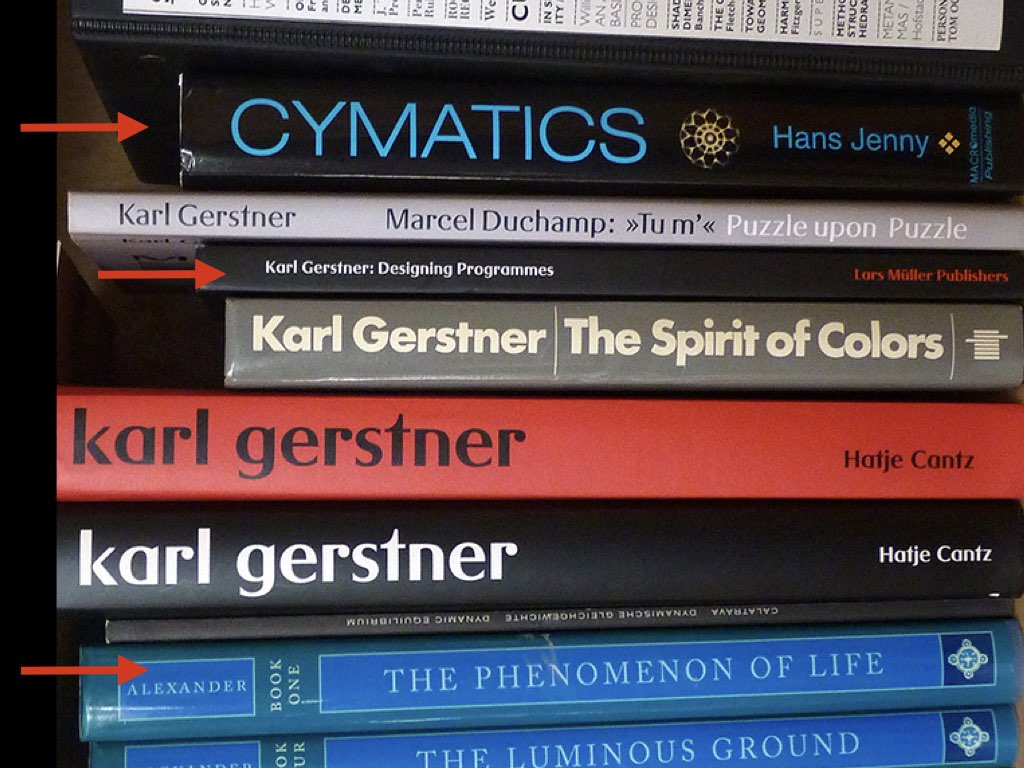 CYMATICS Hans Jenny MACROmedia Publishing
Karl Gerstner Marcel Duchamp: »Tu m'« Puzzle upon Puzzle
Karl Gerstner: Designing Programmes Lars Müller Publishers
Karl Gerstner The Spirit of Colors
karl gerstner Hatje Cantz
karl gerstner Hatje Cantz
CALATRAVA DYNAMISCHE GLEICHGEWICHTE DYNAMIC EQUILIBRIUM
ALEXANDER BOOK ONE THE PHENOMENON OF LIFE
THE LUMINOUS GROUND